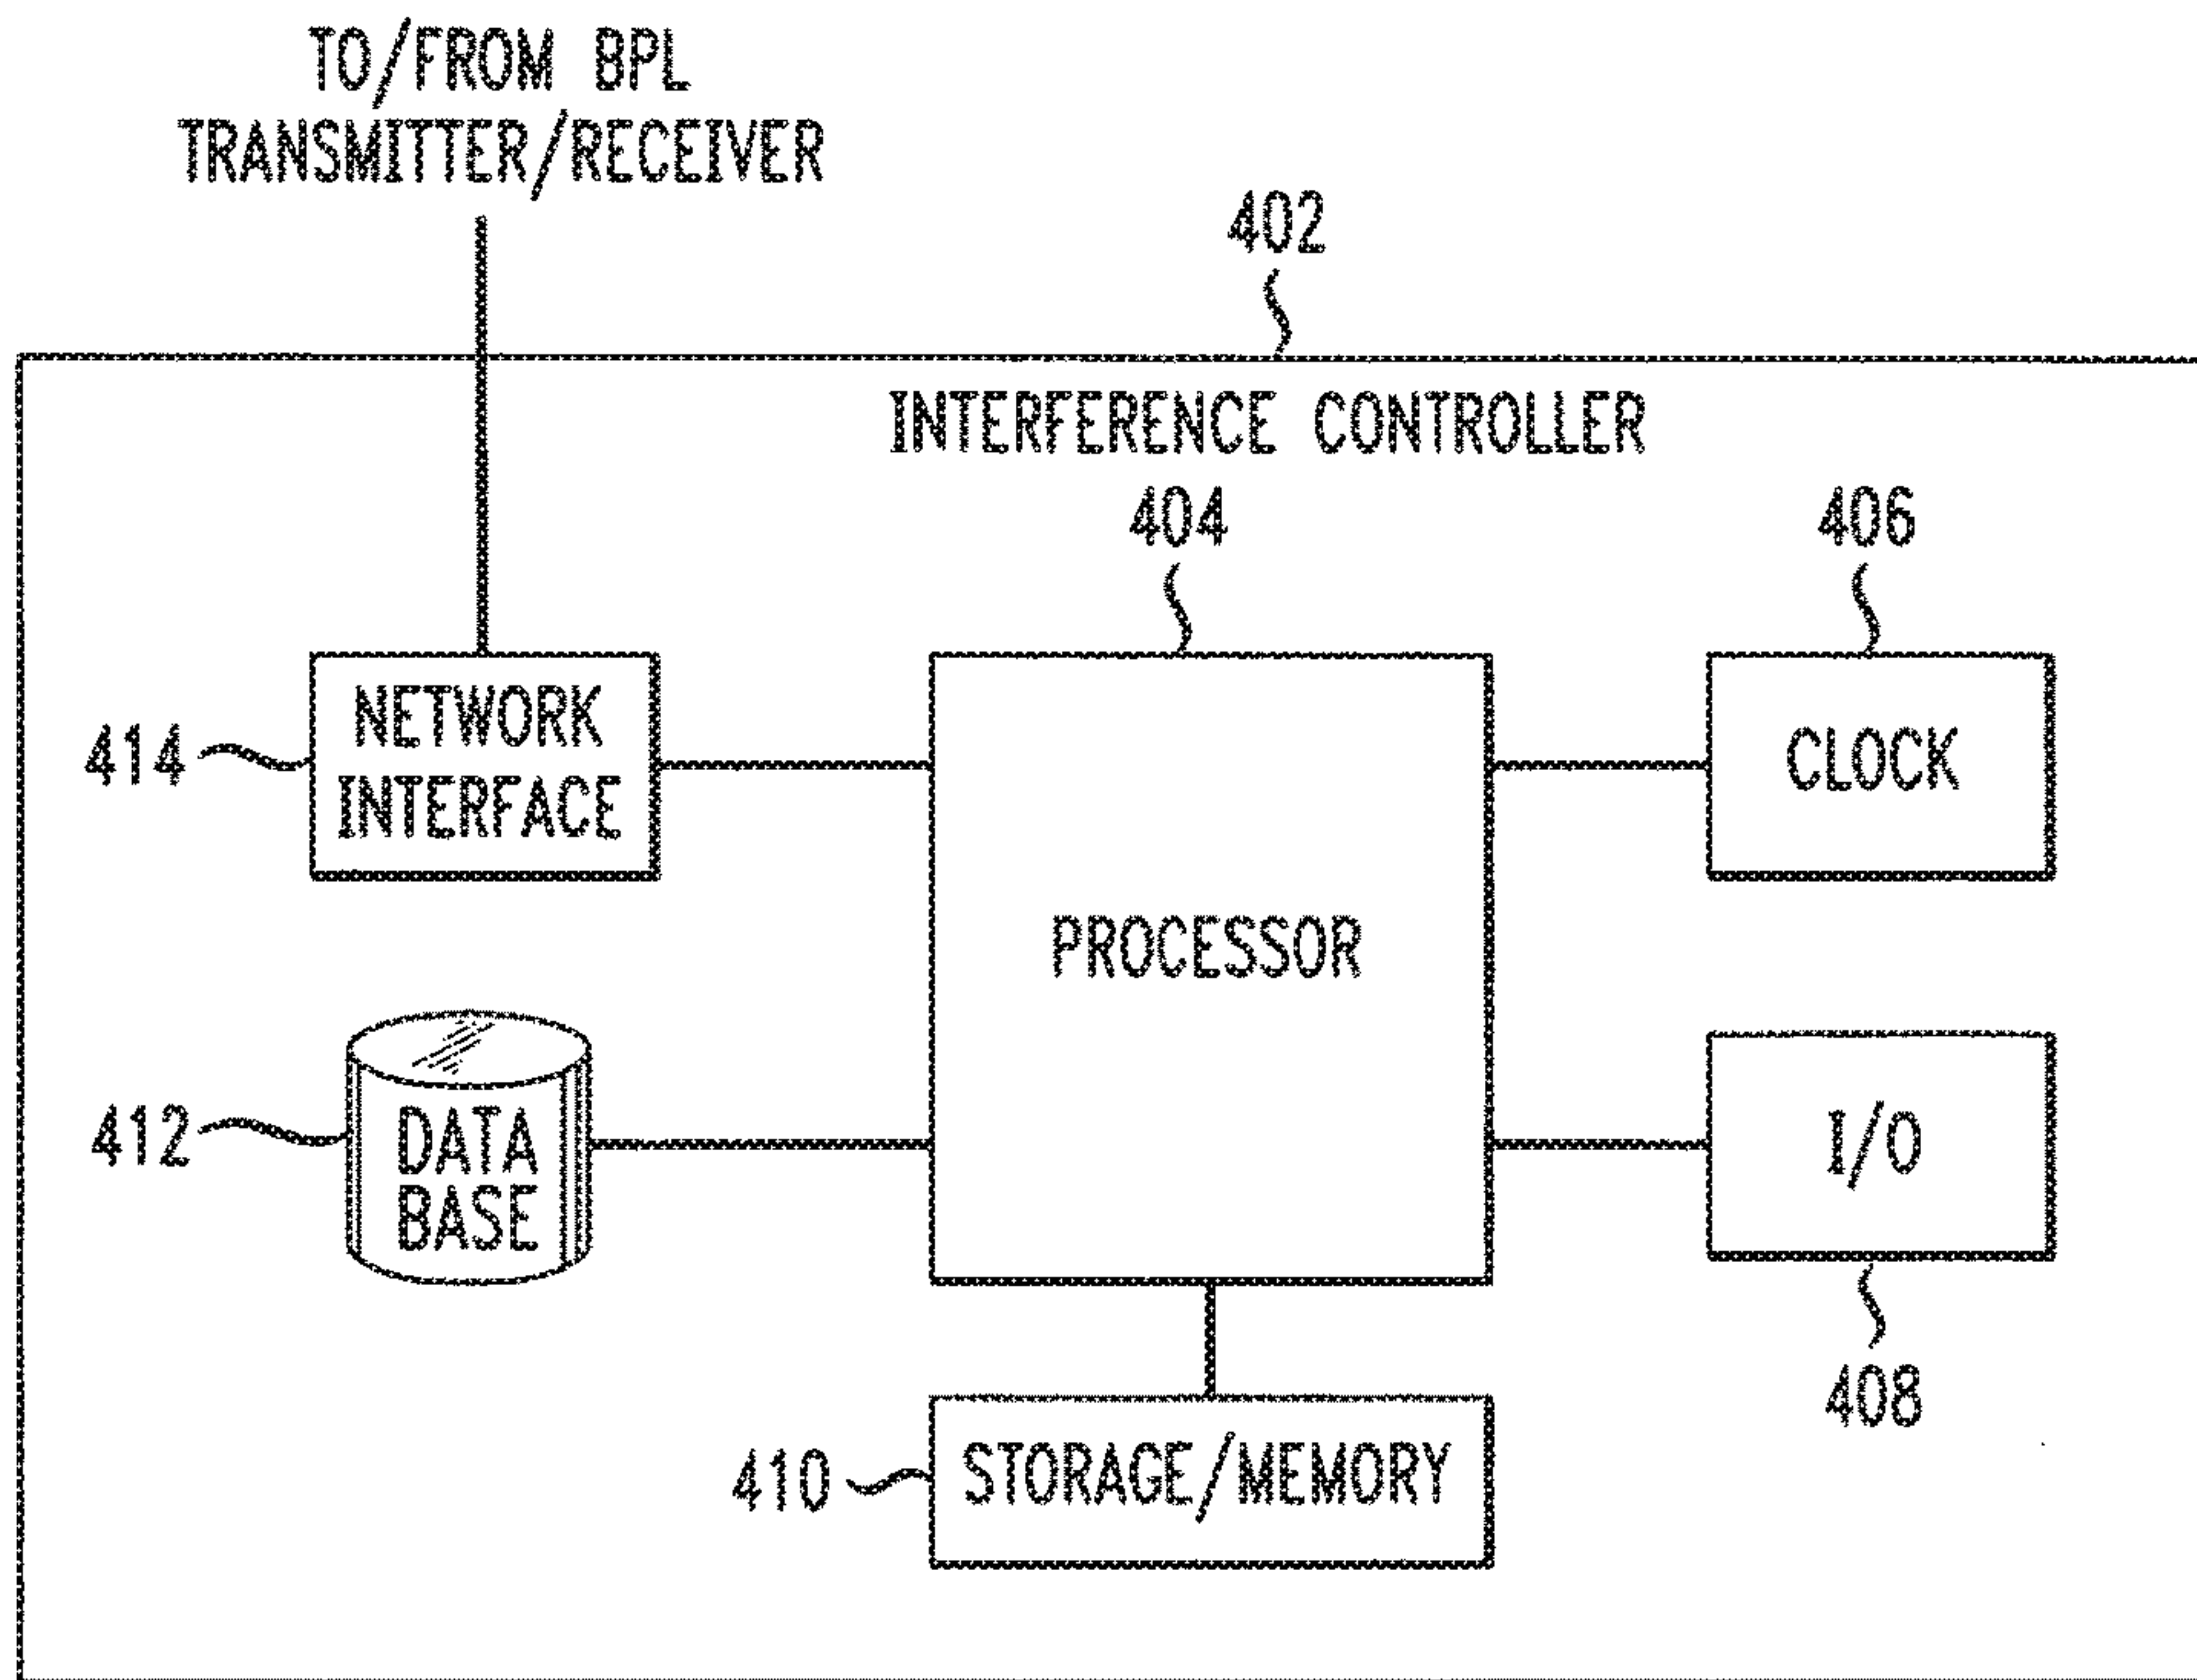 TO/FROM BPL
TRANSMITTER/RECEIVER
402
INTERFERENCE CONTROLLER
404
406
414
NETWORK
INTERFACE
PROCESSOR
CLOCK
412
DATA
BASE
I/O
408
410
STORAGE/MEMORY